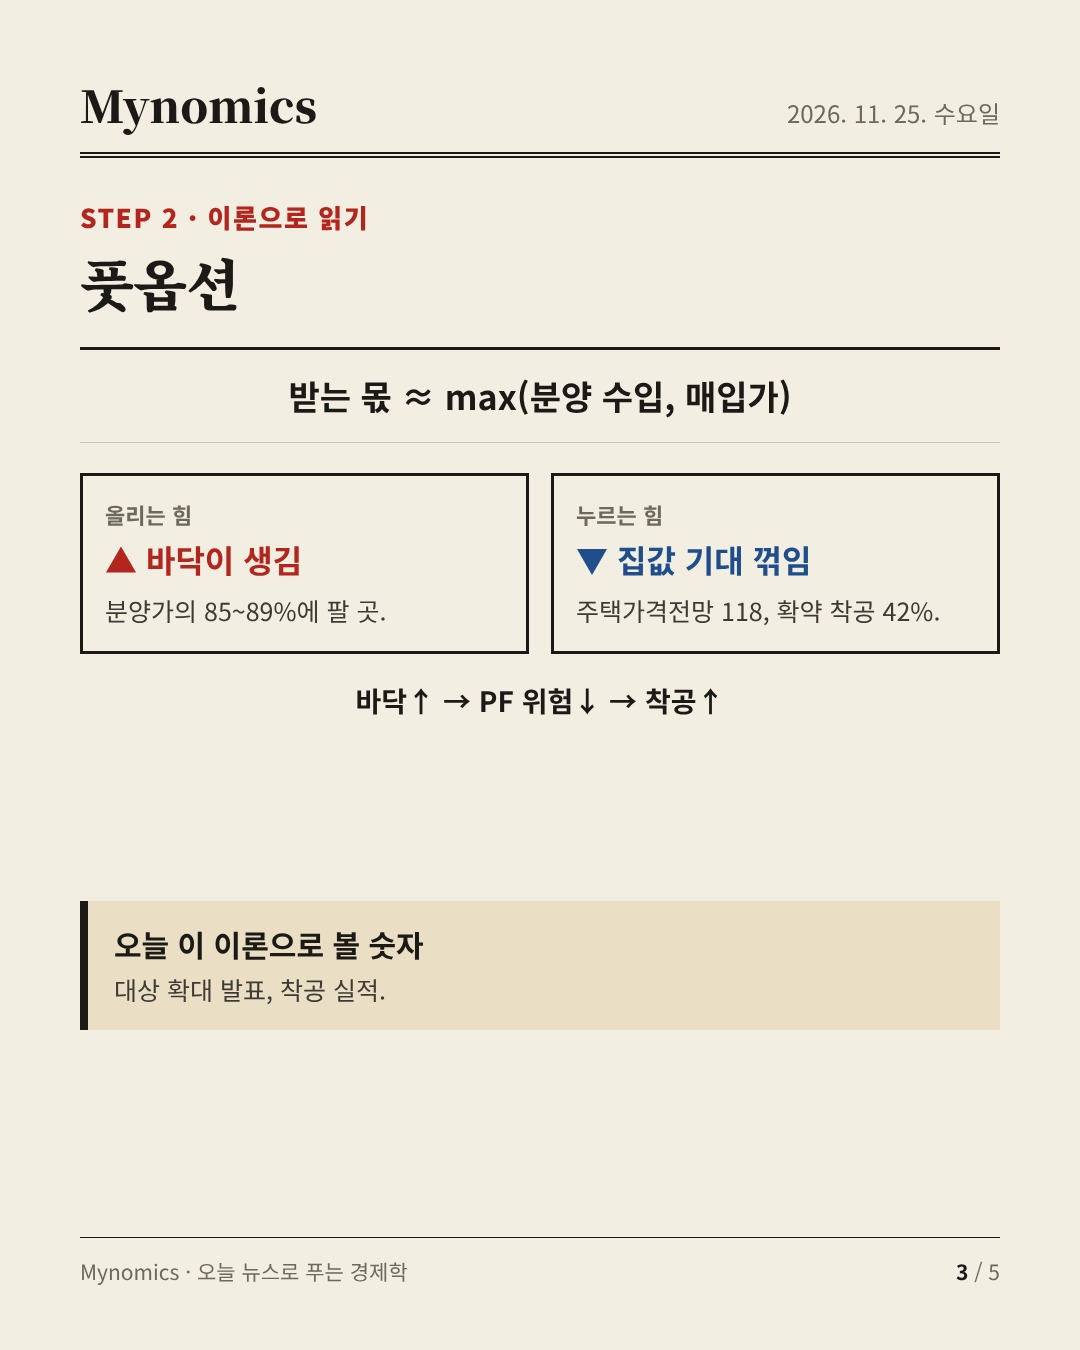 Mynomics
2026. 11. 25. 수요일
STEP 2 · 이론으로 읽기
풋옵션
받는 몫 ≈ max(분양 수입, 매입가)
올리는 힘
▲ 바닥이 생김
분양가의 85~89%에 팔 곳.
누르는 힘
▼ 집값 기대 꺾임
주택가격전망 118, 확약 착공 42%.
바닥↑ → PF 위험↓ → 착공↑
오늘 이 이론으로 볼 숫자
대상 확대 발표, 착공 실적.
Mynomics · 오늘 뉴스로 푸는 경제학
3 / 5